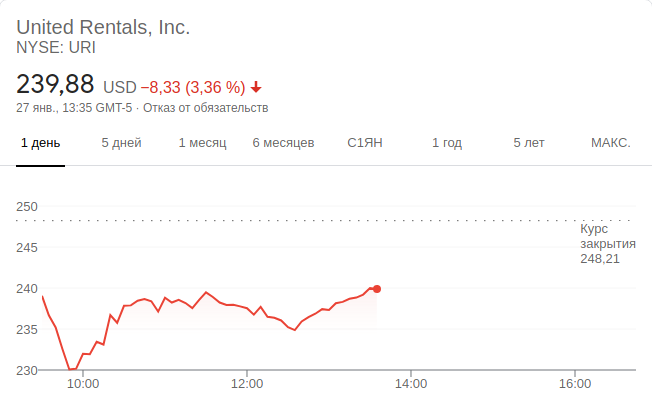 United Rentals, Inc.
NYSE: URI
239,88 USD −8,33 (3,36 %)
27 янв., 13:35 GMT-5 · Отказ от обязательств
1 день 5 дней 1 месяц 6 месяцев С1ЯН 1 год 5 лет МАКС.
250
Курс
закрытия
248,21
245
240
235
230
10:00 12:00 14:00 16:00